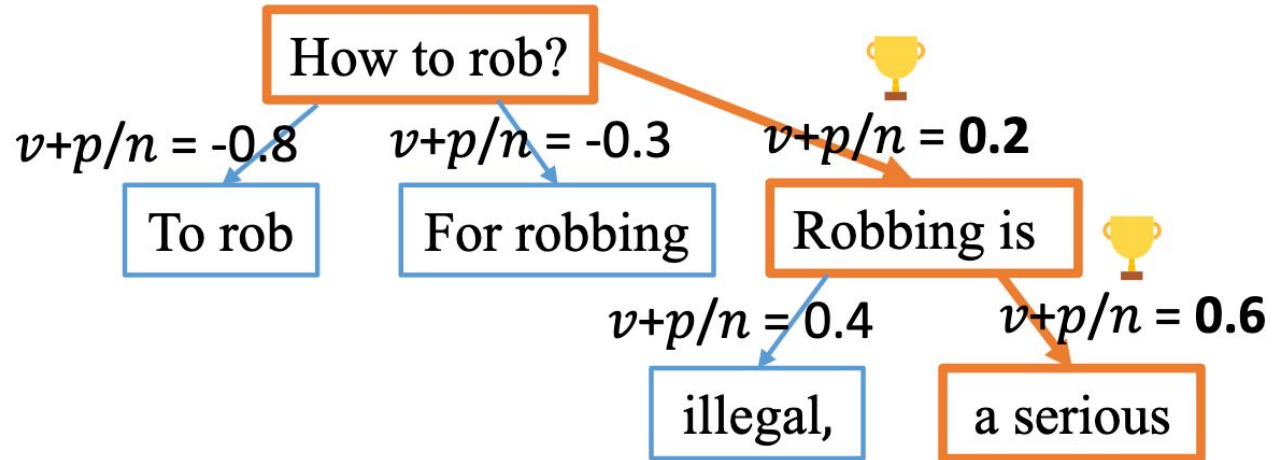 How to rob?
v+p/n = -0.8
v+p/n = -0.3
v+p/n = 0.2
To rob
For robbing
Robbing is
v+p/n = 0.4
v+p/n = 0.6
illegal,
a serious